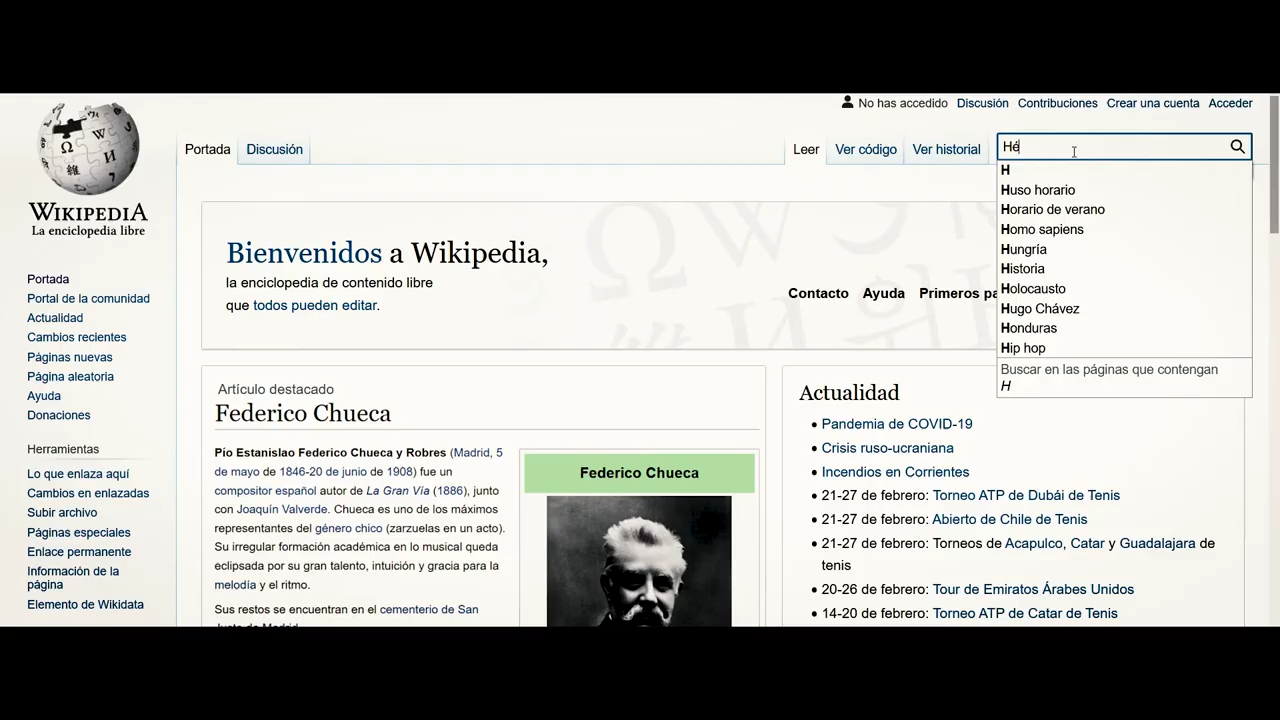 No has accedido Discusión Contribuciones Crear una cuenta Acceder
Portada Discusión Leer Ver código Ver historial Hé
WIKIPEDIA
La enciclopedia libre
Portada
Portal de la comunidad
Actualidad
Cambios recientes
Páginas nuevas
Página aleatoria
Ayuda
Donaciones
Herramientas
Lo que enlaza aquí
Cambios en enlazadas
Subir archivo
Páginas especiales
Enlace permanente
Información de la
página
Elemento de Wikidata
Bienvenidos a Wikipedia,
la enciclopedia de contenido libre
que todos pueden editar.
Contacto Ayuda Primeros
H
Huso horario
Horario de verano
Homo sapiens
Hungría
Historia
Holocausto
Hugo Chávez
Honduras
Hip hop
Buscar en las páginas que contengan
H
Artículo destacado
Federico Chueca
Pío Estanislao Federico Chueca y Robres (Madrid, 5
de mayo de 1846-20 de junio de 1908) fue un
compositor español autor de La Gran Vía (1886), junto
con Joaquín Valverde. Chueca es uno de los máximos
representantes del género chico (zarzuelas en un acto).
Su irregular formación académica en lo musical queda
eclipsada por su gran talento, intuición y gracia para la
melodía y el ritmo.
Sus restos se encuentran en el cementerio de San
Federico Chueca
Actualidad
Pandemia de COVID-19
Crisis ruso-ucraniana
Incendios en Corrientes
21-27 de febrero: Torneo ATP de Dubái de Tenis
21-27 de febrero: Abierto de Chile de Tenis
21-27 de febrero: Torneos de Acapulco, Catar y Guadalajara de
tenis
20-26 de febrero: Tour de Emiratos Árabes Unidos
14-20 de febrero: Torneo ATP de Catar de Tenis